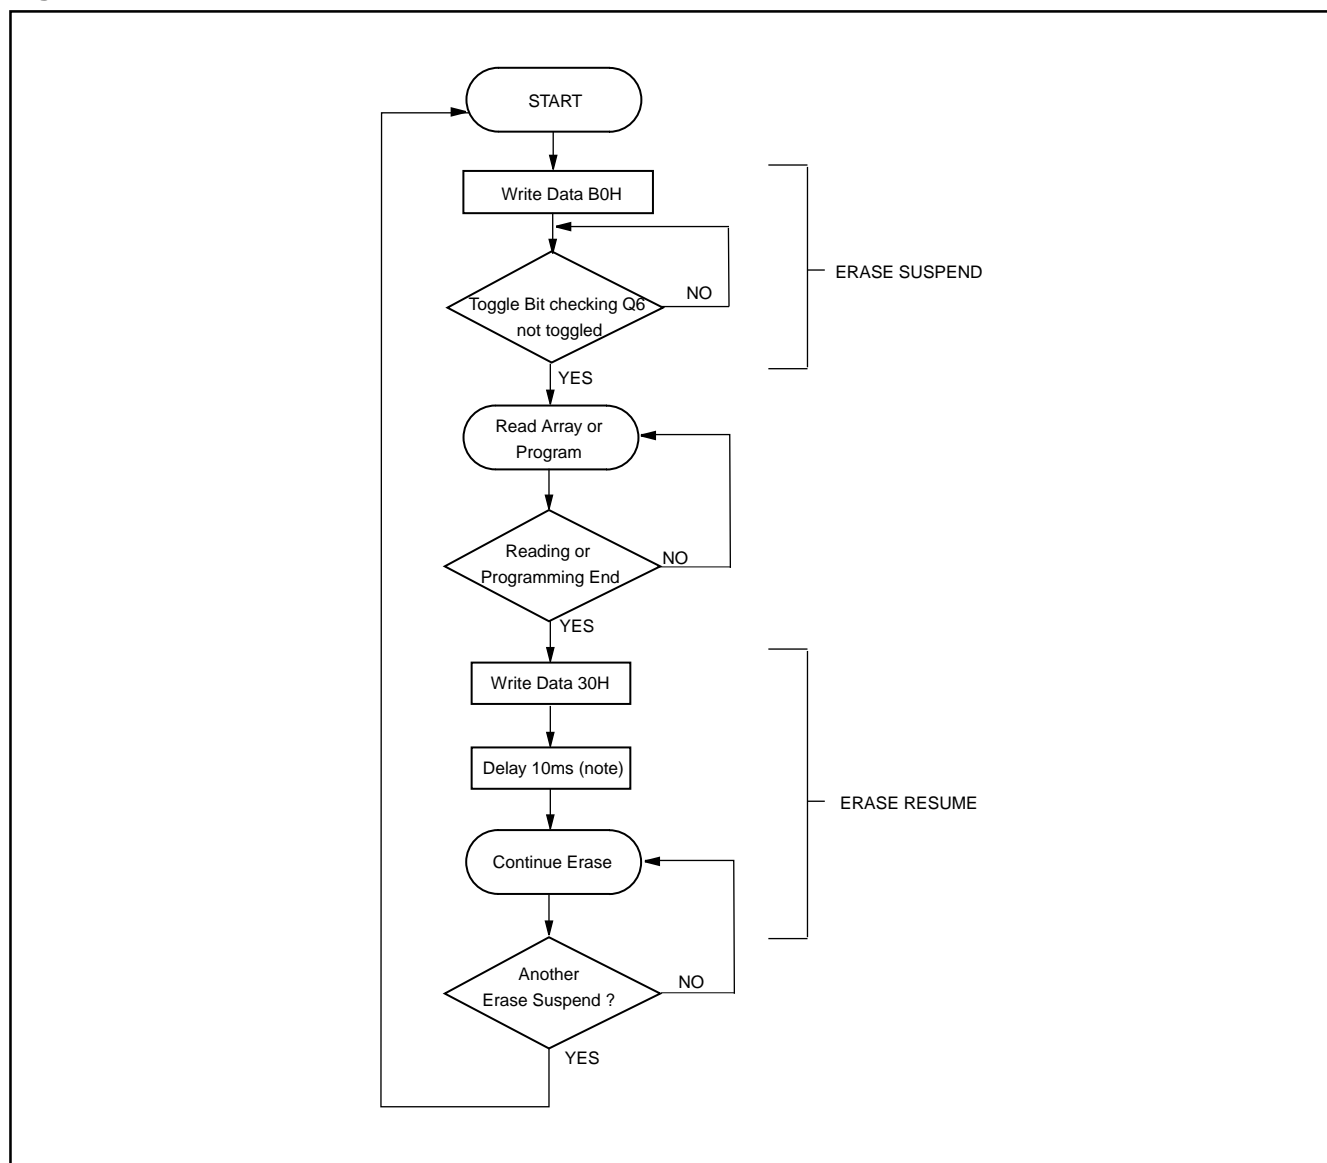 START
Write Data B0H
ERASE SUSPEND
NO
Toggle Bit checking Q6
not toggled
YES
Read Array or
Program
Reading or
NO
Programming End
YES
Write Data 30H
Delay 10ms (note)
ERASE RESUME
Continue Erase
Another
NO
Erase Suspend ?
YES